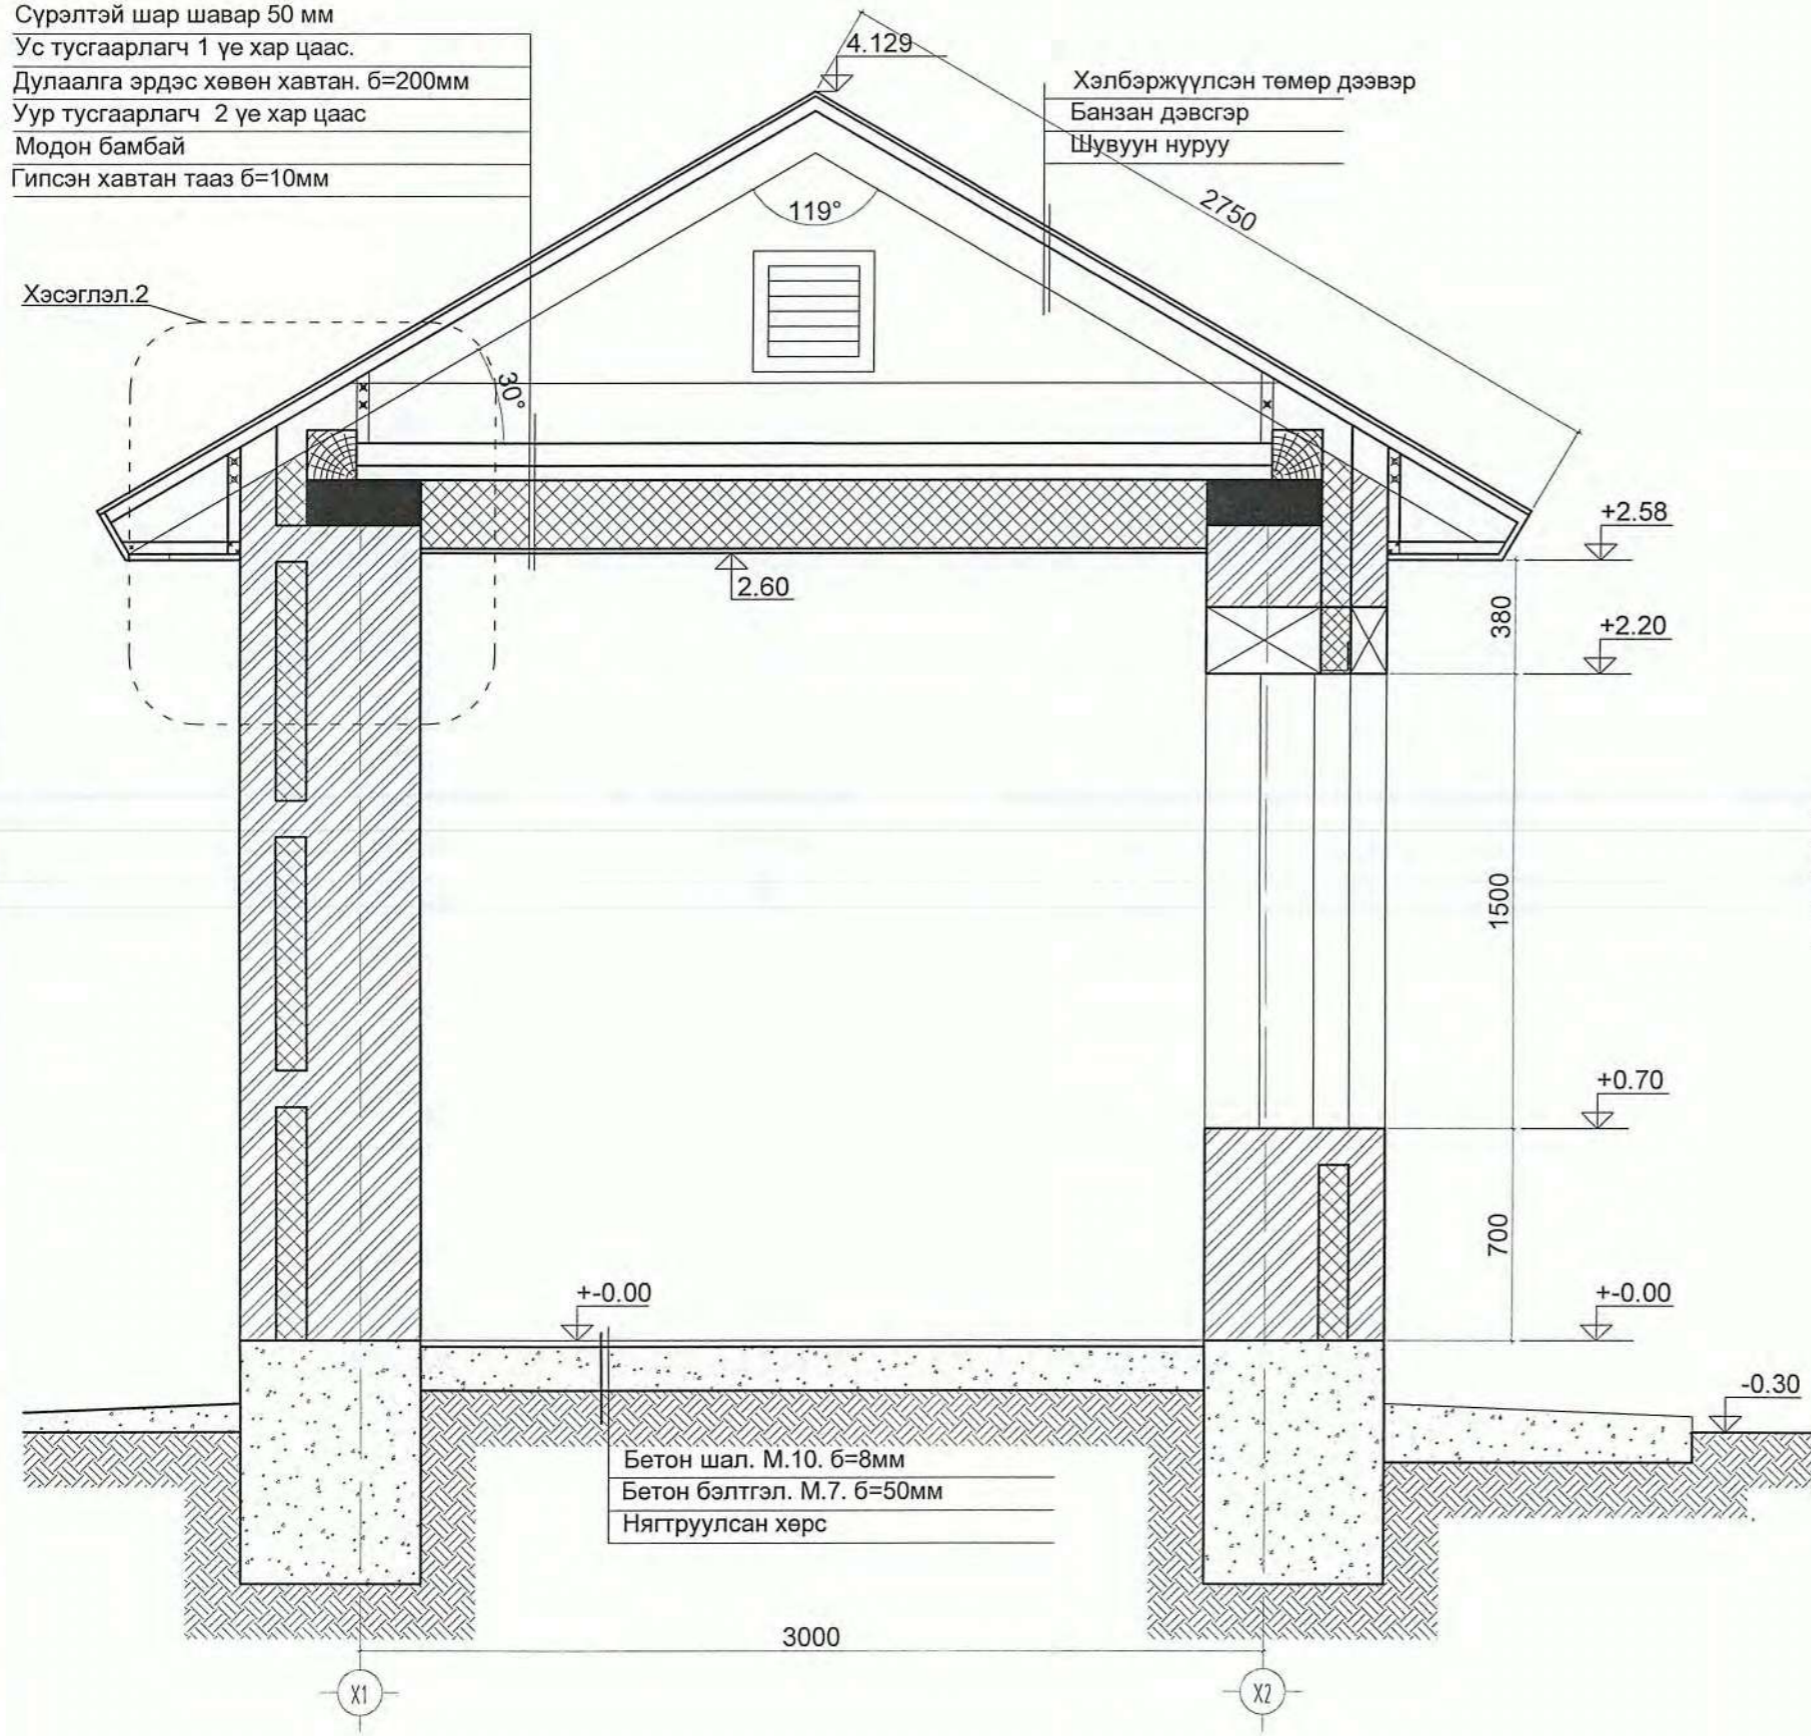 Сүрэлтэй шар шавар 50 мм
Ус тусгаарлагч 1 үе хар цаас.
Дулаалга эрдэс хөвөн хавтан. б=200мм
Уур тусгаарлагч 2 үе хар цаас
Модон бамбай
Гипсэн хавтан тааз б=10мм
4.129
Хэлбэржүүлсэн төмөр дээвэр
Банзан дэвсгэр
Шувуун нуруу
2750
119°
Хэсэглэл.2
30°
2.60
+2.58
380
+2.20
1500
+0.70
700
+-0.00
+-0.00
-0.30
Бетон шал. М.10. б=8мм
Бетон бэлтгэл. М.7. б=50мм
Нягтруулсан хөрс
3000
X1
X2